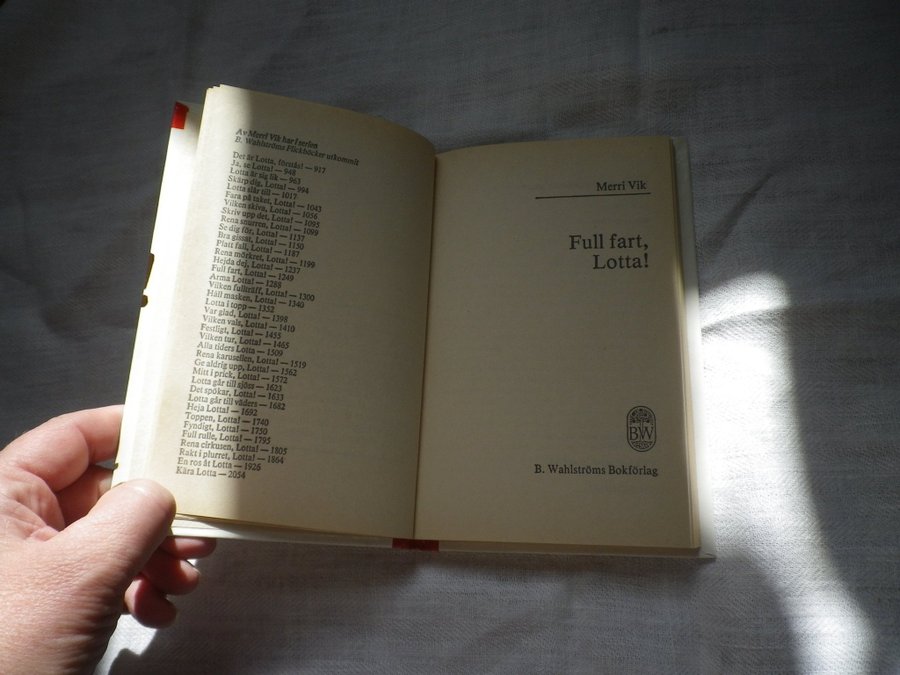 Av Merri Vik har i serien
B. Wahlströms Flickböcker utkommit
Det är Lotta, förstås! — 917
Ja, se Lotta! — 948
Lotta är sig lik — 963
Skärp dig, Lotta! — 994
Lotta slår till — 1017
Fara på taket, Lotta! — 1043
Vilken skiva, Lotta! — 1056
Skriv upp det, Lotta! — 1093
Rena snurren, Lotta! — 1099
Se dig för, Lotta! — 1137
Bra gissat, Lotta! — 1150
Platt fall, Lotta! — 1187
Rena mörkret, Lotta! — 1199
Hejda dej, Lotta! — 1237
Full fart, Lotta! — 1249
Arma Lotta! — 1288
Vilken fullträff, Lotta! — 1300
Håll masken, Lotta! — 1340
Lotta i topp — 1352
Var glad, Lotta! — 1398
Vilken vals, Lotta! — 1410
Festligt, Lotta! — 1455
Vilken tur, Lotta! — 1465
Alla tiders Lotta — 1509
Rena karusellen, Lotta! — 1519
Ge aldrig upp, Lotta! — 1562
Mitt i prick, Lotta! — 1572
Lotta går till sjöss — 1623
Det spökar, Lotta! — 1633
Lotta går till väders — 1682
Heja Lotta! — 1692
Toppen, Lotta! — 1740
Fyndigt, Lotta! — 1750
Full rulle, Lotta! — 1795
Rena cirkusen, Lotta! — 1805
Rakt i plurret, Lotta! — 1864
En ros åt Lotta — 1926
Kära Lotta — 2054
Merri Vik
Full fart,
Lotta!
BW
B. Wahlströms Bokförlag